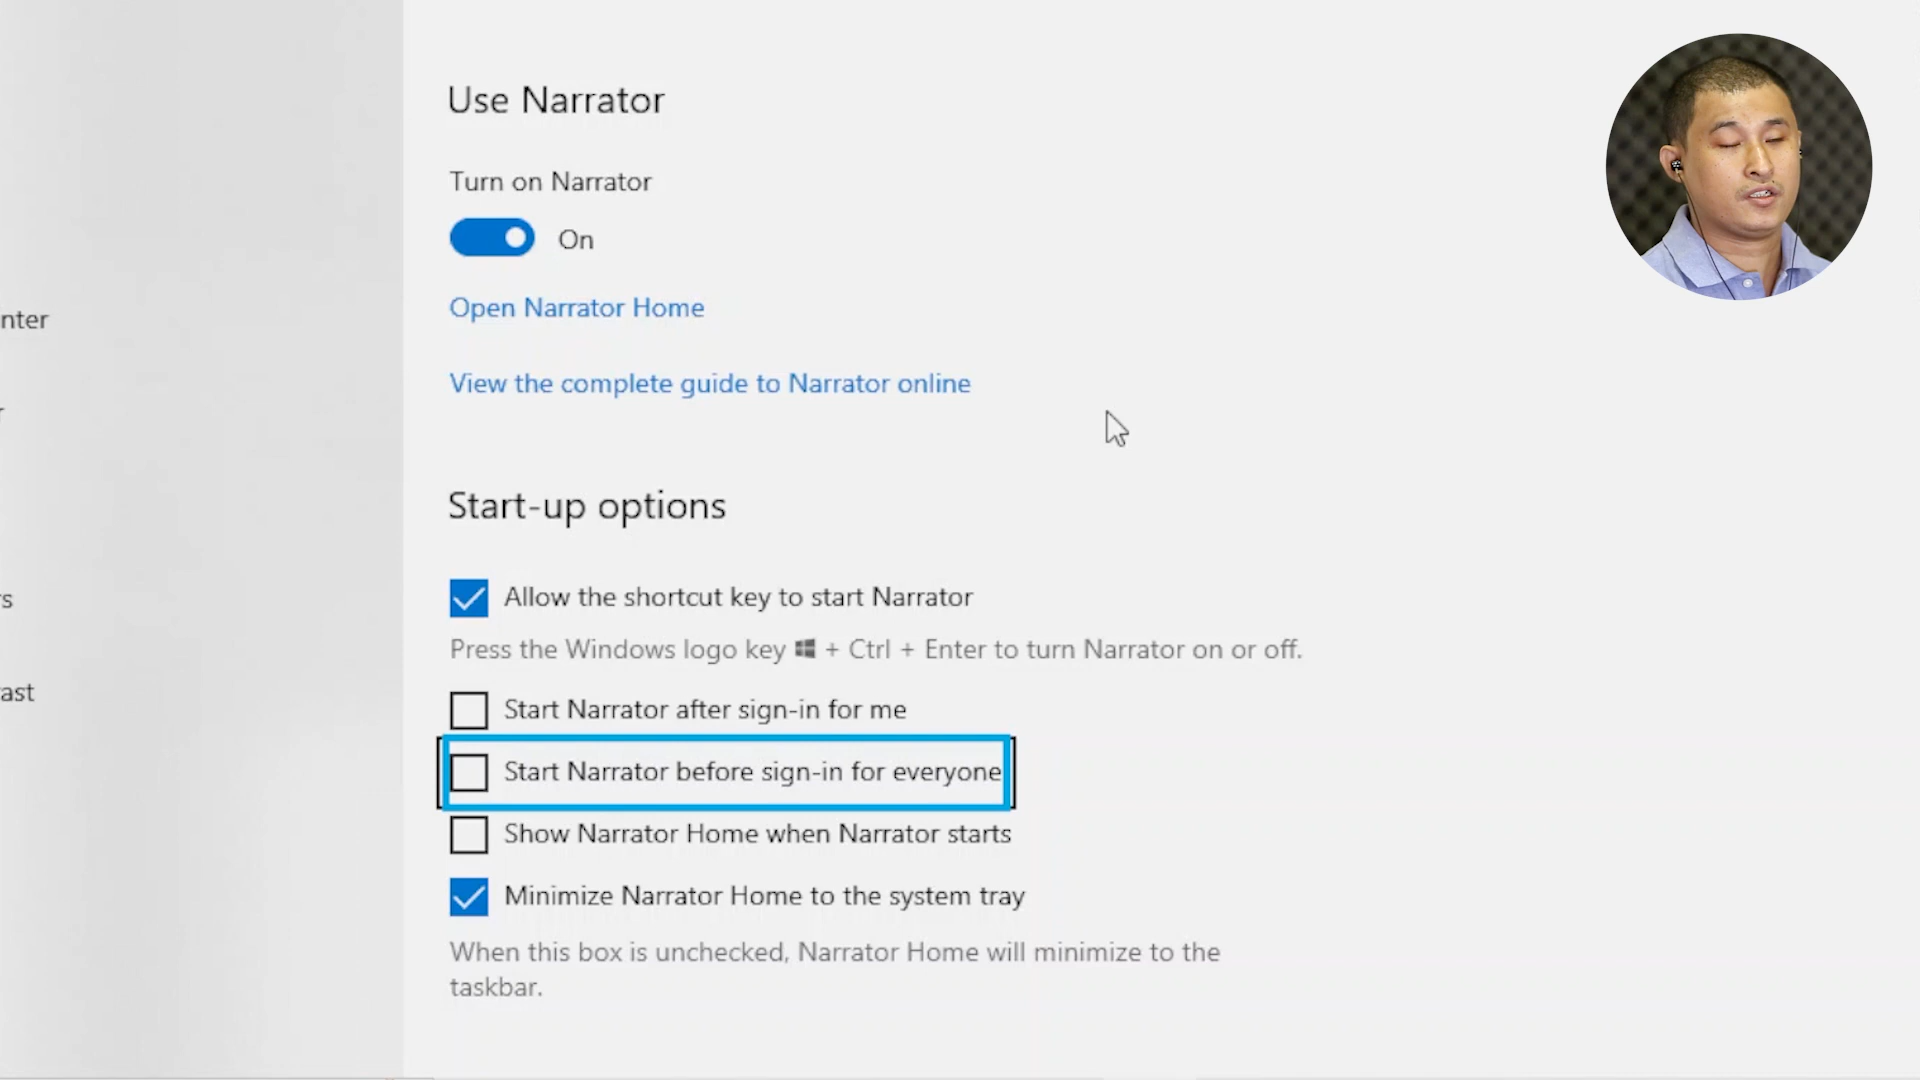 Use Narrator
Turn on Narrator
On
Open Narrator Home
nter
View the complete guide to Narrator online
Start-up options
Allow the shortcut key to start Narrator
s
Press the Windows logo key + Ctrl + Enter to turn Narrator on or off.
ast
Start Narrator after sign-in for me
Start Narrator before sign-in for everyone
Show Narrator Home when Narrator starts
Minimize Narrator Home to the system tray
When this box is unchecked, Narrator Home will minimize to the
taskbar.